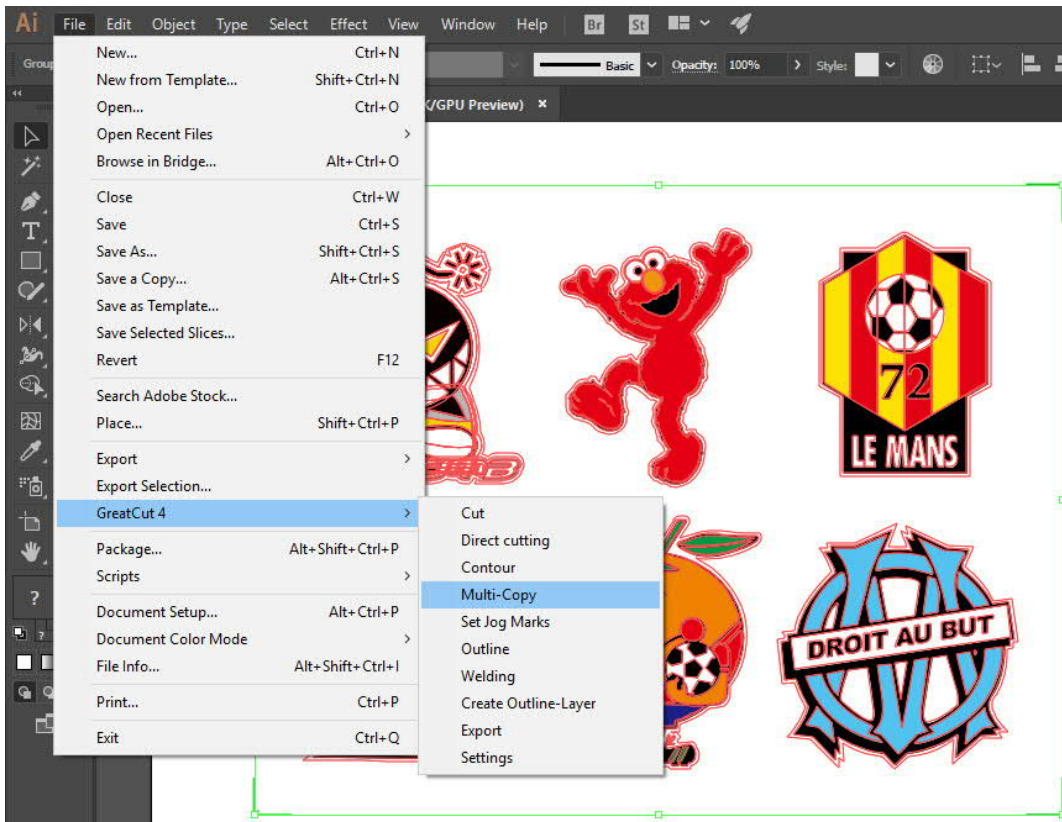 Ai File Edit Object Type Select Effect View Window Help Br St
Group Basic Opacity: 100% Style:
/GPU Preview) ×
New... Ctrl+N
New from Template... Shift+Ctrl+N
Open... Ctrl+O
Open Recent Files
Browse in Bridge... Alt+Ctrl+O
Close Ctrl+W
Save Ctrl+S
Save As... Shift+Ctrl+S
Save a Copy... Alt+Ctrl+S
Save as Template...
Save Selected Slices...
Revert F12
Search Adobe Stock...
Place... Shift+Ctrl+P
Export
Export Selection...
GreatCut 4
Package... Alt+Shift+Ctrl+P
Scripts
Document Setup... Alt+Ctrl+P
Document Color Mode
File Info... Alt+Shift+Ctrl+I
Print... Ctrl+P
Exit Ctrl+Q
Cut
Direct cutting
Contour
Multi-Copy
Set Jog Marks
Outline
Welding
Create Outline-Layer
Export
Settings
72
LE MANS
DROIT AU BUT